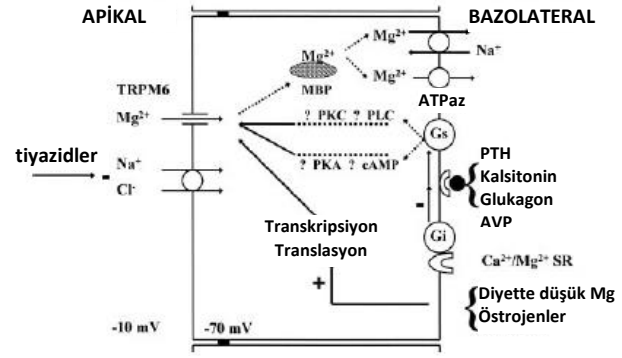 APİKAL
BAZOLATERAL
Mg²⁺
Na⁺
Mg²⁺
Mg²⁺
MBP
ATPaz
TRPM6
Mg²⁺
? PKC ? PLC
Gs
tiyazidler
-
Na⁺
Cl⁻
? PKA ? cAMP
PTH
Kalsitonin
Glukagon
AVP
-
Transkripsiyon
Translasyon
Gi
Ca²⁺/Mg²⁺ SR
+
Diyette düşük Mg
Östrojenler
-10 mV
-70 mV